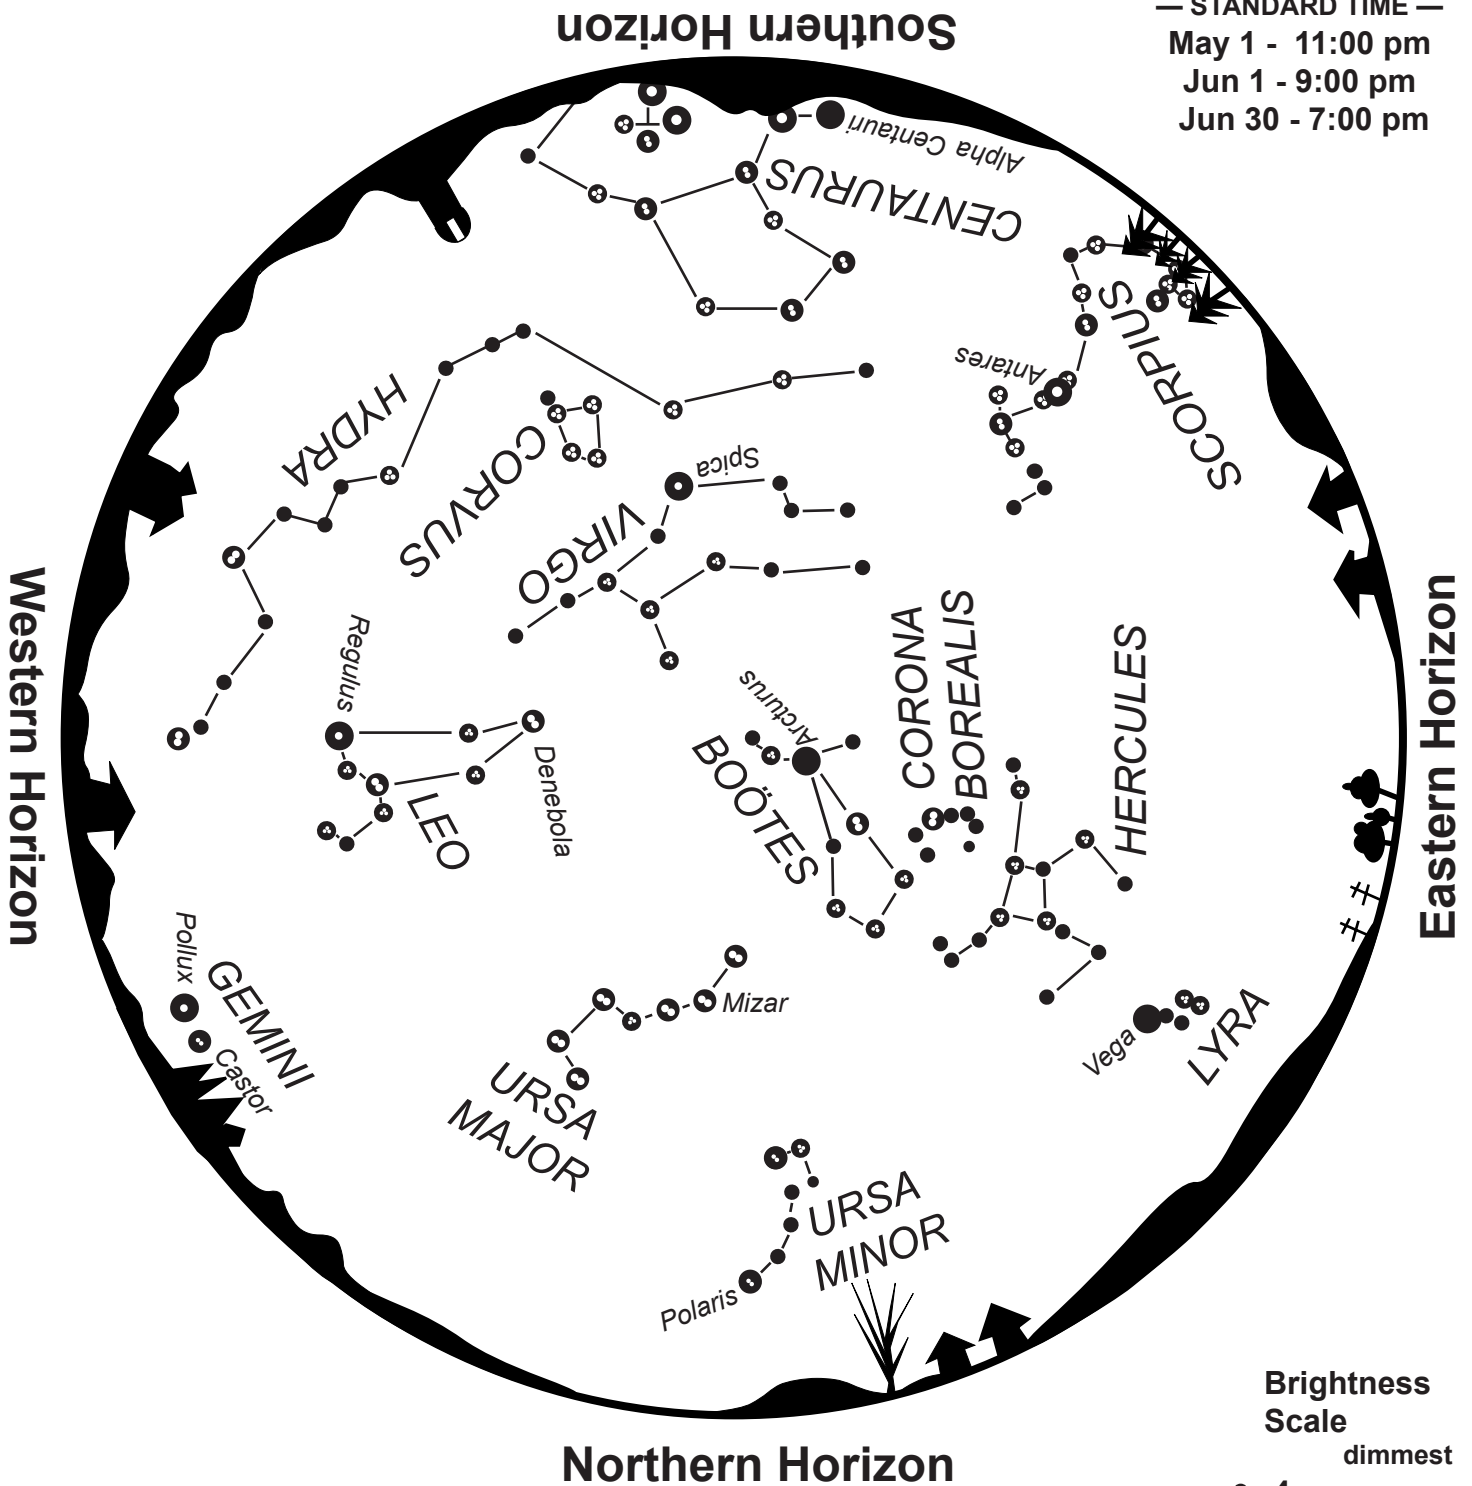 Southern Horizon
— STANDARD TIME —
May 1 - 11:00 pm
Jun 1 - 9:00 pm
Jun 30 - 7:00 pm
Alpha Centauri
CENTAURUS
SCORPIUS
Antares
HYDRA
CORVUS
Spica
VIRGO
Western Horizon
Eastern Horizon
Regulus
LEO
Denebola
Arcturus
BOÖTES
CORONA
BOREALIS
HERCULES
Pollux
GEMINI
Castor
Mizar
URSA
MAJOR
Vega
LYRA
URSA
MINOR
Polaris
Northern Horizon
Brightness
Scale
dimmest